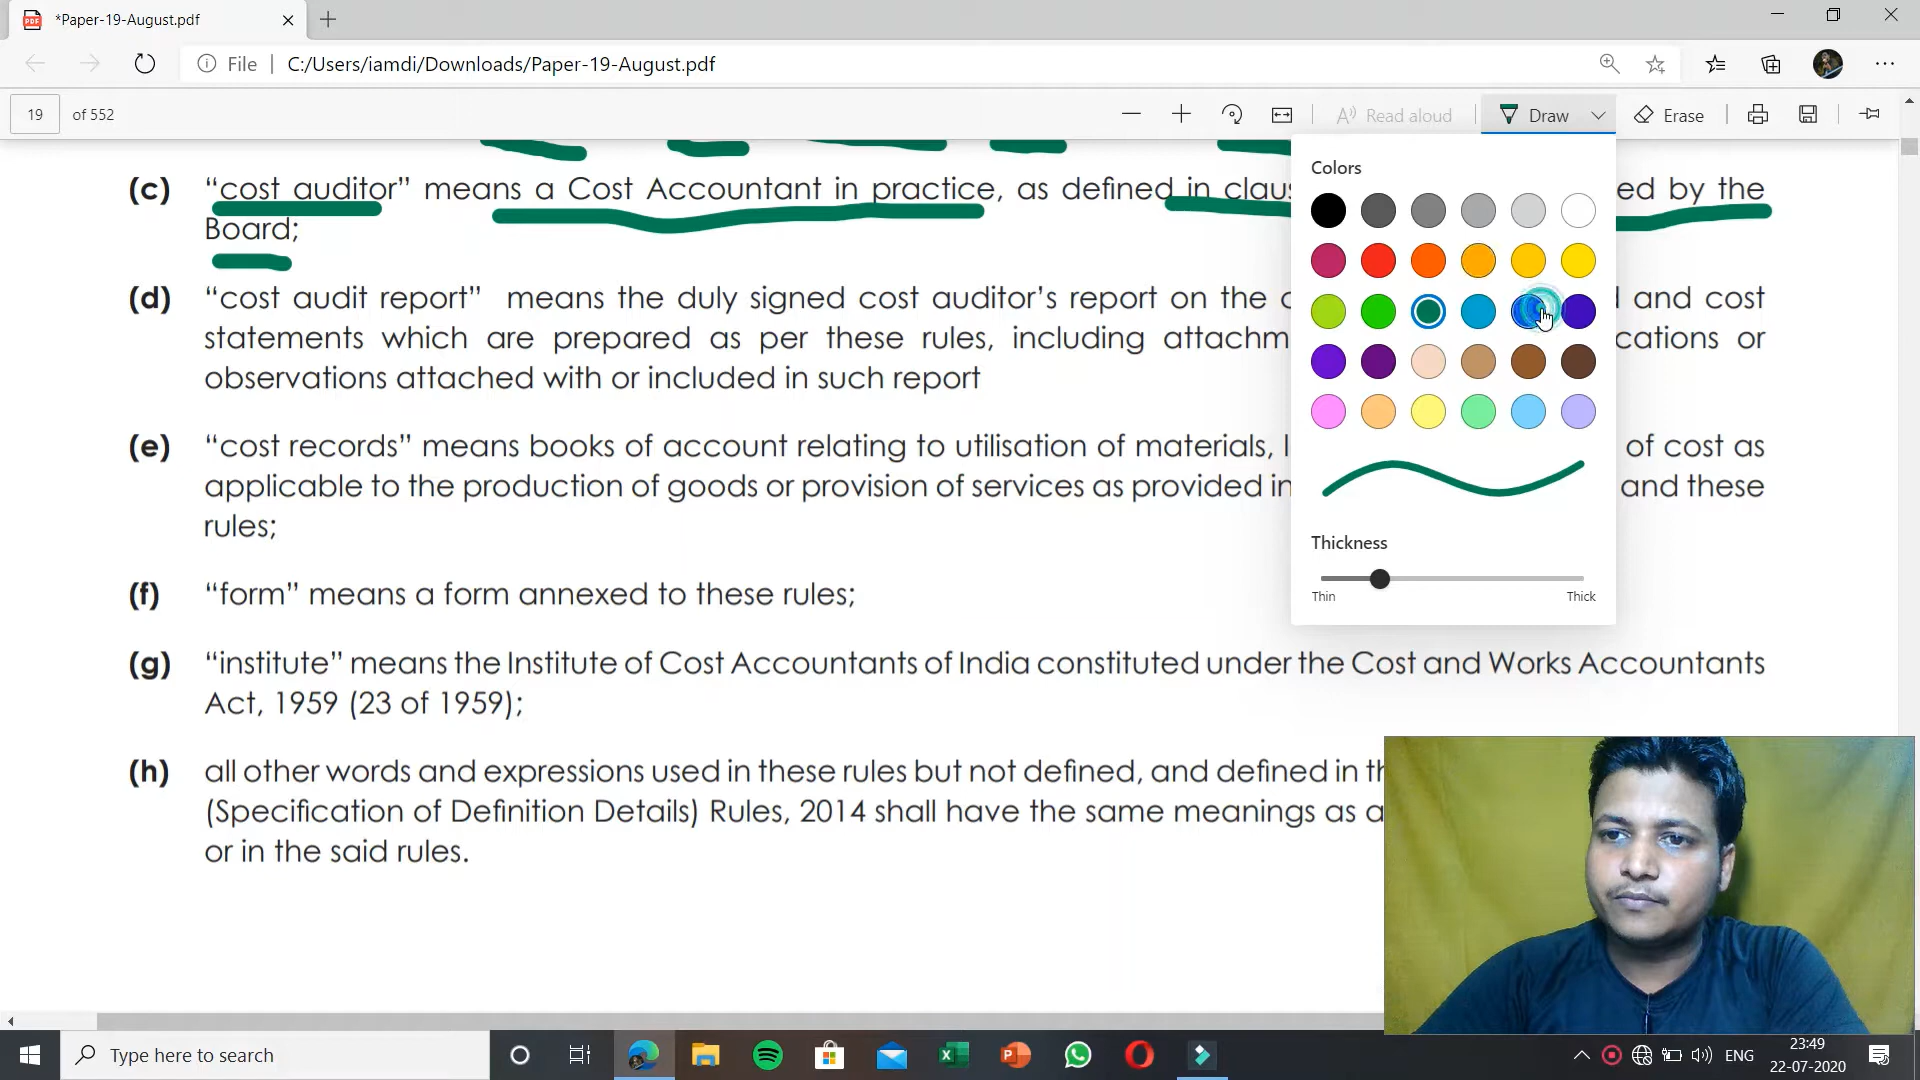 *Paper-19-August.pdf
File
C:/Users/iamdi/Downloads/Paper-19-August.pdf
19 of 552
Read aloud
Draw
Erase
Colors
(c) “cost auditor” means a Cost Accountant in practice, as defined in claus ed by the
Board;
(d) “cost audit report” means the duly signed cost auditor’s report on the and cost
statements which are prepared as per these rules, including attachm cations or
observations attached with or included in such report
(e) “cost records” means books of account relating to utilisation of materials, l of cost as
applicable to the production of goods or provision of services as provided in and these
rules;
Thickness
Thin Thick
(f) “form” means a form annexed to these rules;
(g) “institute” means the Institute of Cost Accountants of India constituted under the Cost and Works Accountants
Act, 1959 (23 of 1959);
(h) all other words and expressions used in these rules but not defined, and defined in th
(Specification of Definition Details) Rules, 2014 shall have the same meanings as a
or in the said rules.
Type here to search
ENG
23:49
22-07-2020